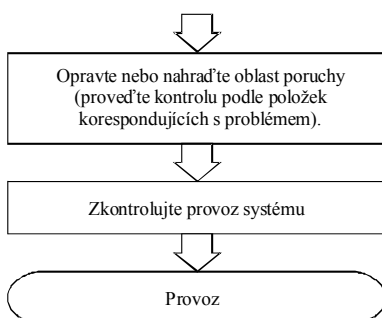 Opravte nebo nahraďte oblast poruchy
(proveďte kontrolu podle položek
korespondujících s problémem).
Zkontrolujte provoz systému
Provoz